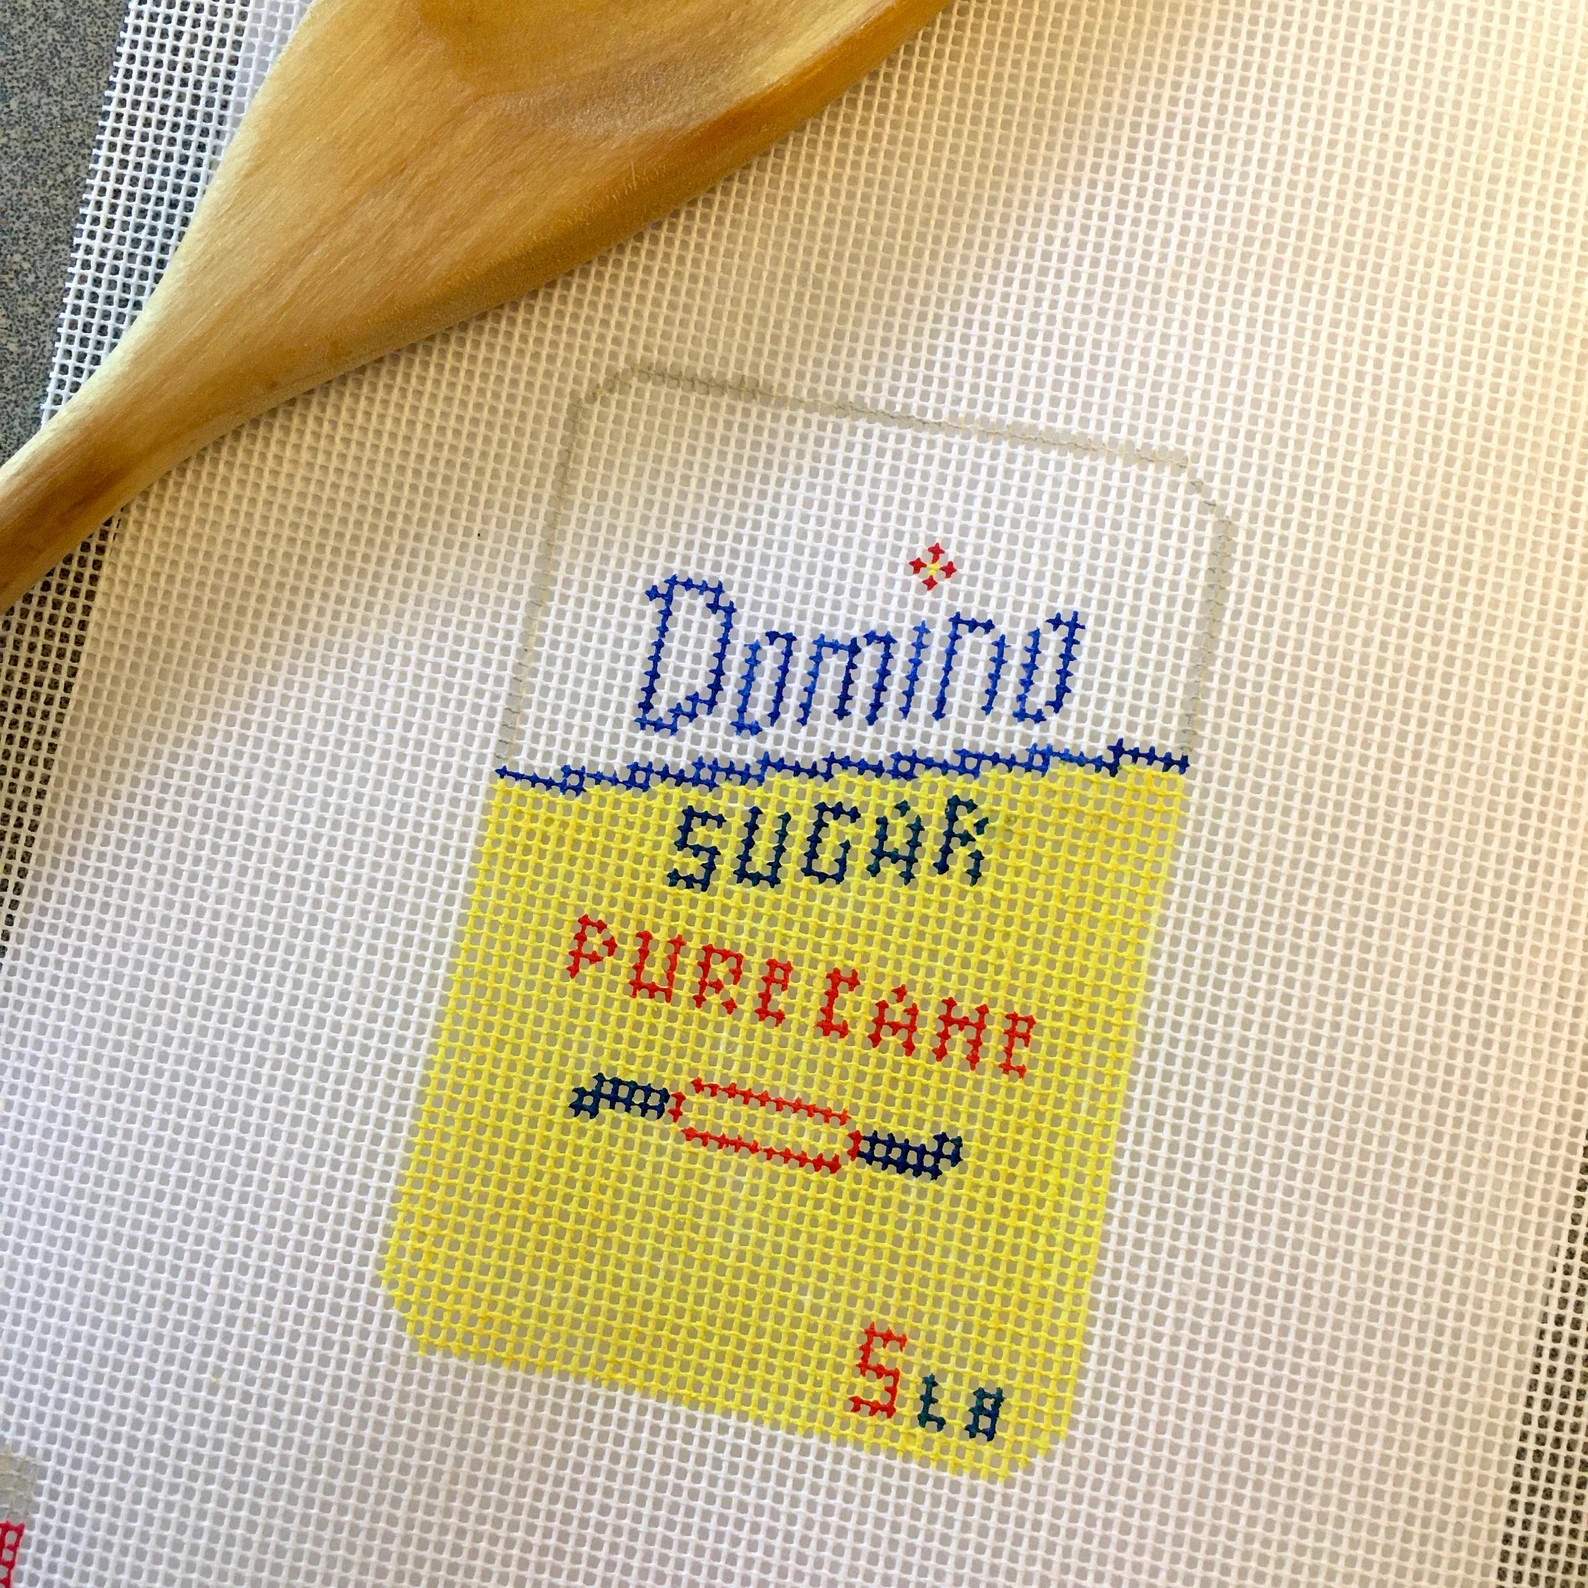 Domino
SUGAR
PURE CANE
5 LB